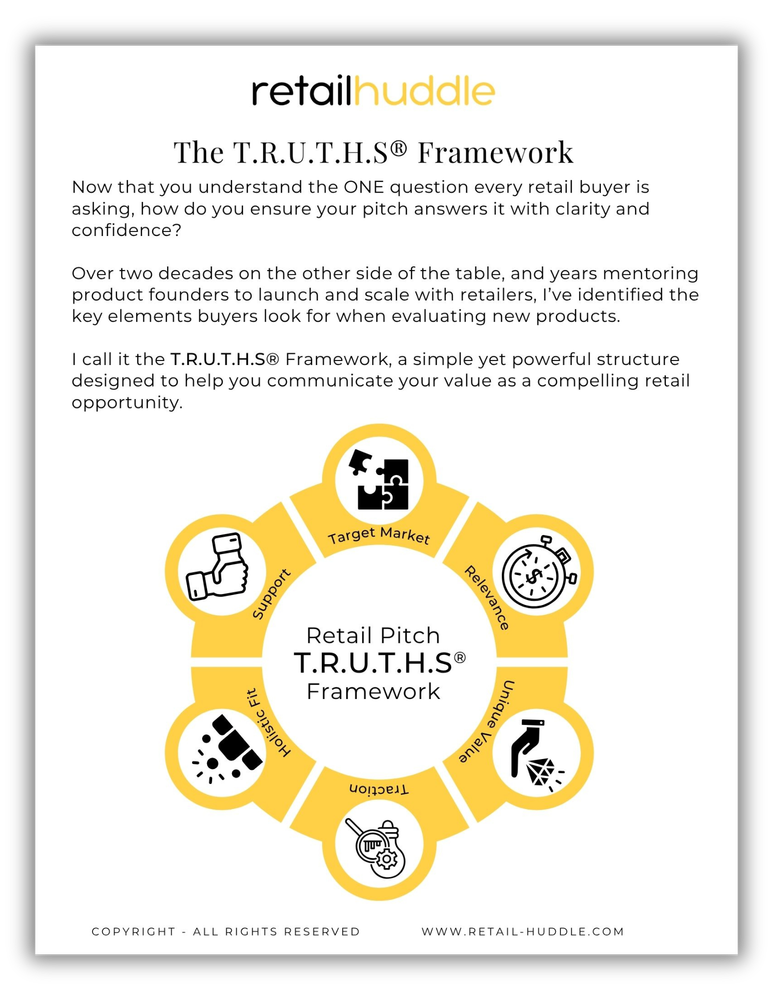 retailhuddle
The T.R.U.T.H.S® Framework
Now that you understand the ONE question every retail buyer is
asking, how do you ensure your pitch answers it with clarity and
confidence?
Over two decades on the other side of the table, and years mentoring
product founders to launch and scale with retailers, I’ve identified the
key elements buyers look for when evaluating new products.
I call it the T.R.U.T.H.S® Framework, a simple yet powerful structure
designed to help you communicate your value as a compelling retail
opportunity.
Target Market
Relevance
Unique Value
Traction
Holistic Fit
Support
Retail Pitch
T.R.U.T.H.S®
Framework
$
COPYRIGHT - ALL RIGHTS RESERVED
WWW.RETAIL-HUDDLE.COM